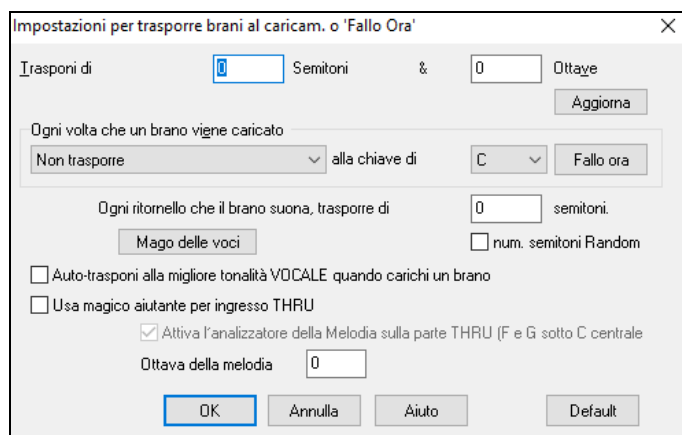 Impostazioni per trasporre brani al caricam. o 'Fallo Ora'
Trasponi di 0 Semitoni & 0 Ottave
Aggiorna
Ogni volta che un brano viene caricato
Non trasporre alla chiave di C Fallo ora
Ogni ritornello che il brano suona, trasporre di 0 semitoni.
Mago delle voci num. semitoni Random
Auto-trasponi alla migliore tonalità VOCALE quando carichi un brano
Usa magico aiutante per ingresso THRU
Attiva l'analizzatore della Melodia sulla parte THRU (F e G sotto C centrale
Ottava della melodia 0
OK Annulla Aiuto Default